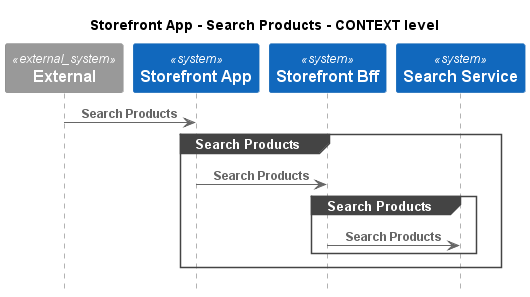 Storefront App - Search Products - CONTEXT level
«external_system» «system» «system» «system»
External Storefront App Storefront Bff Search Service
Search Products
Search Products
Search Products
Search Products
Search Products